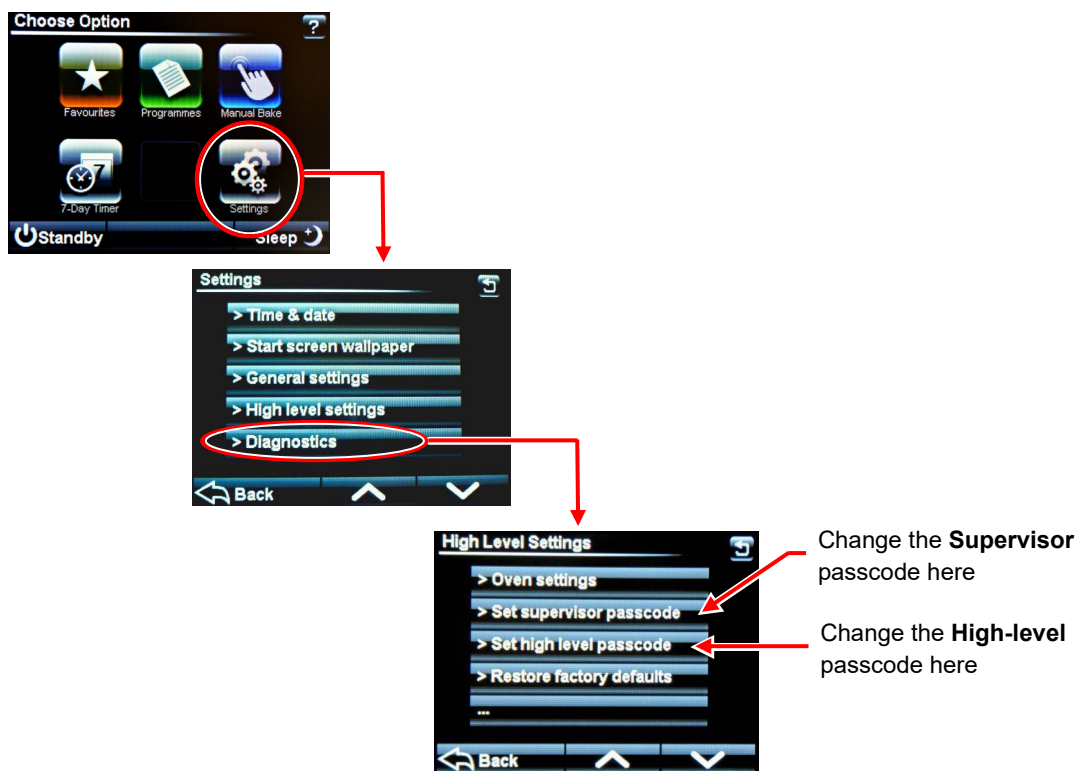 Choose Option
?
Favourites
Programmes
Manual Bake
7
7-Day Timer
Settings
Standby
Sleep
Settings
> Time & date
> Start screen wallpaper
> General settings
> High level settings
> Diagnostics
Back
High Level Settings
> Oven settings
> Set supervisor passcode
> Set high level passcode
> Restore factory defaults
...
Back
Change the Supervisor
passcode here
Change the High-level
passcode here